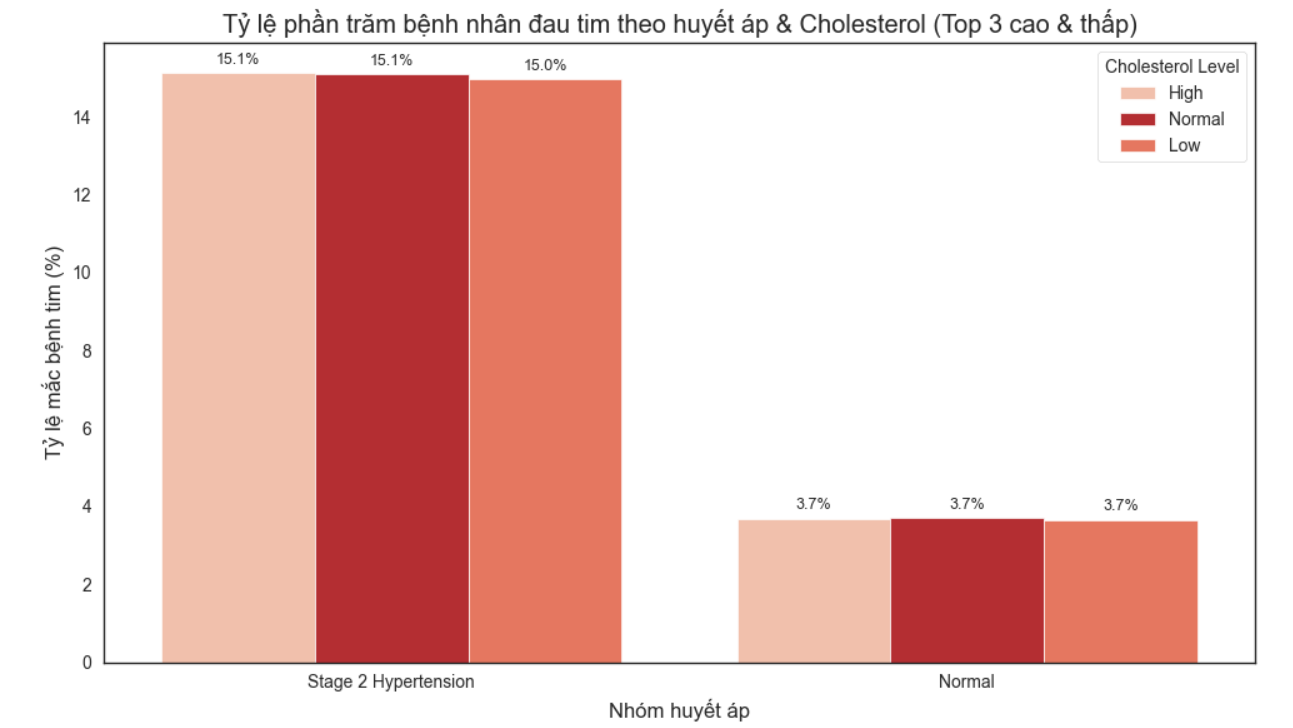 Tỷ lệ phần trăm bệnh nhân đau tim theo huyết áp & Cholesterol (Top 3 cao & thấp)
Cholesterol Level
High
Normal
Low
15.1%
15.1%
15.0%
3.7%
3.7%
3.7%
Tỷ lệ mắc bệnh tim (%)
14
12
10
8
6
4
2
0
Stage 2 Hypertension
Normal
Nhóm huyết áp